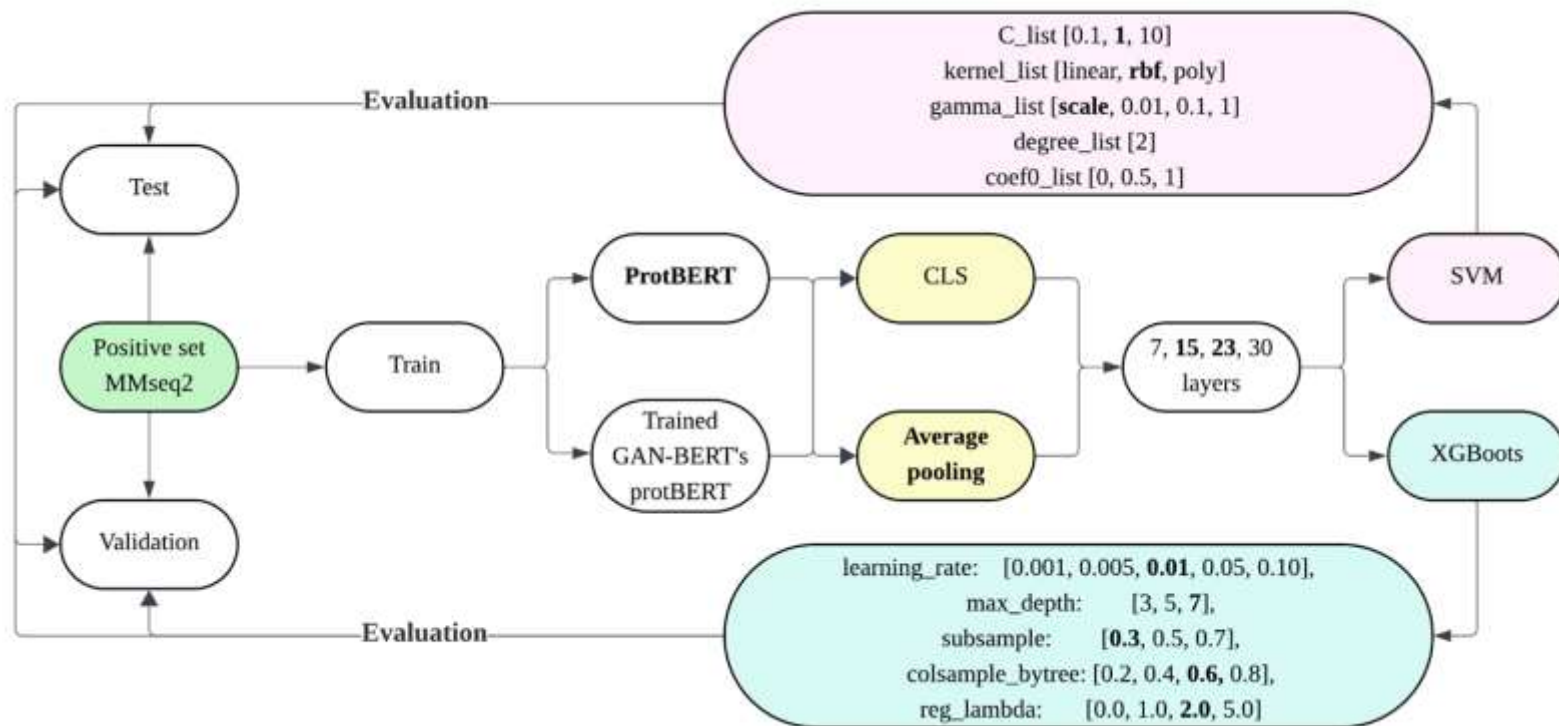 C_list [0.1, 1, 10]
kernel_list [linear, rbf, poly]
gamma_list [scale, 0.01, 0.1, 1]
degree_list [2]
coef0_list [0, 0.5, 1]
Evaluation
Test
ProtBERT
CLS
SVM
Positive set
MMseq2
Train
7, 15, 23, 30
layers
Trained
GAN-BERT's
protBERT
Average
pooling
XGBoots
Validation
learning_rate: [0.001, 0.005, 0.01, 0.05, 0.10],
max_depth: [3, 5, 7],
subsample: [0.3, 0.5, 0.7],
colsample_bytree: [0.2, 0.4, 0.6, 0.8],
reg_lambda: [0.0, 1.0, 2.0, 5.0]
Evaluation